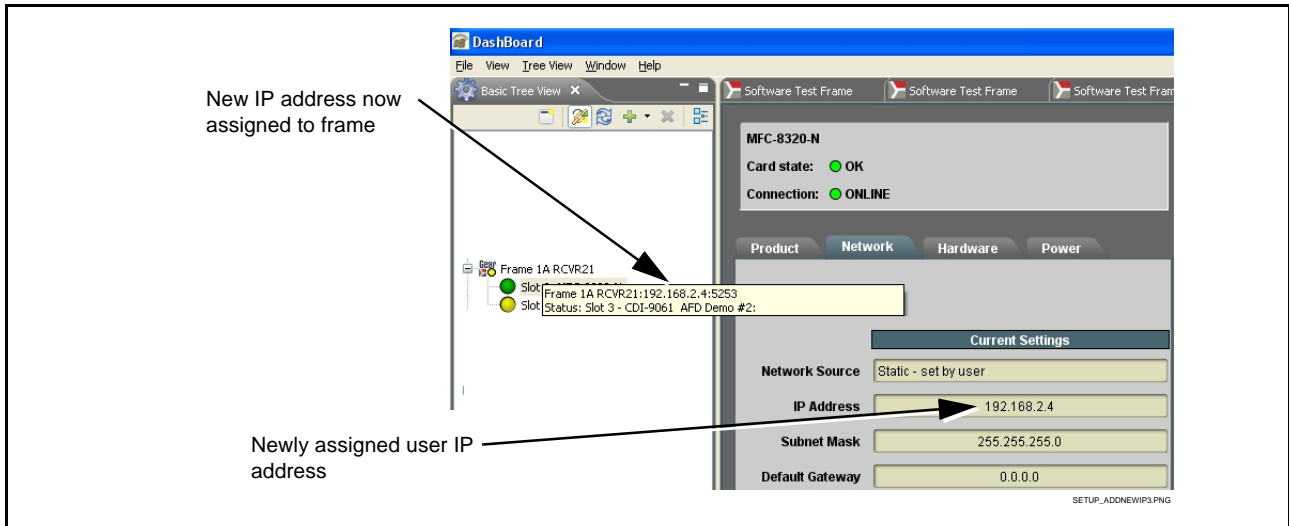 DashBoard
File View Tree View Window Help
Basic Tree View
Software Test Frame
Software Test Frame
Software Test Fram
New IP address now
assigned to frame
MFC-8320-N
Card state: OK
Connection: ONLINE
Product Network Hardware Power
Frame 1A RCVR21
Slot
Frame 1A RCVR21:192.168.2.4:5253
Slot
Status: Slot 3 - CDI-9061 AFD Demo #2:
Current Settings
Network Source Static - set by user
IP Address 192.168.2.4
Newly assigned user IP
address
Subnet Mask 255.255.255.0
Default Gateway 0.0.0.0
SETUP_ADDNEWIP3.PNG